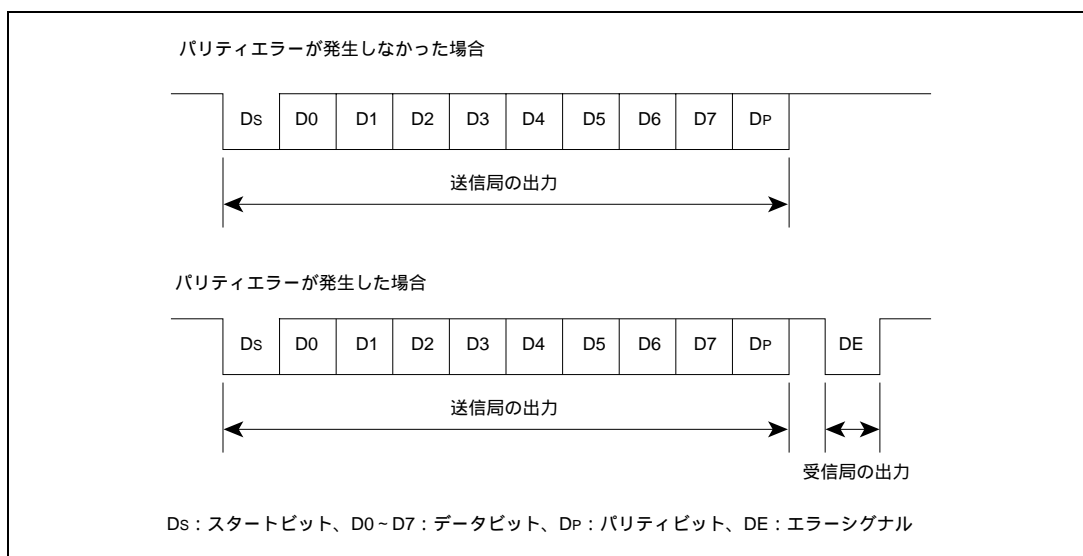 パリティエラーが発生しなかった場合
Ds D0 D1 D2 D3 D4 D5 D6 D7 DP
送信局の出力
パリティエラーが発生した場合
Ds D0 D1 D2 D3 D4 D5 D6 D7 DP DE
送信局の出力
受信局の出力
Ds：スタートビット、D0～D7：データビット、DP：パリティビット、DE：エラーシグナル